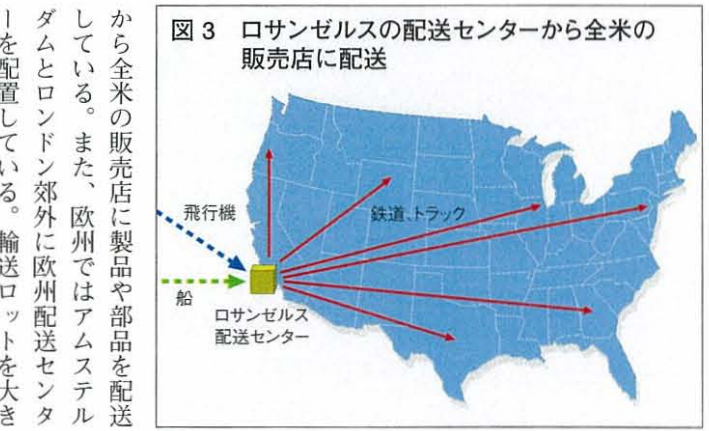 図 3　ロサンゼルスの配送センターから全米の
販売店に配送
飛行機
鉄道、トラック
船
ロサンゼルス
配送センター
から全米の販売店に製品や部品を配送
している。また、欧州ではアムステル
ダムとロンドン郊外に欧州配送センタ
ーを配置している。輸送ロットを大き